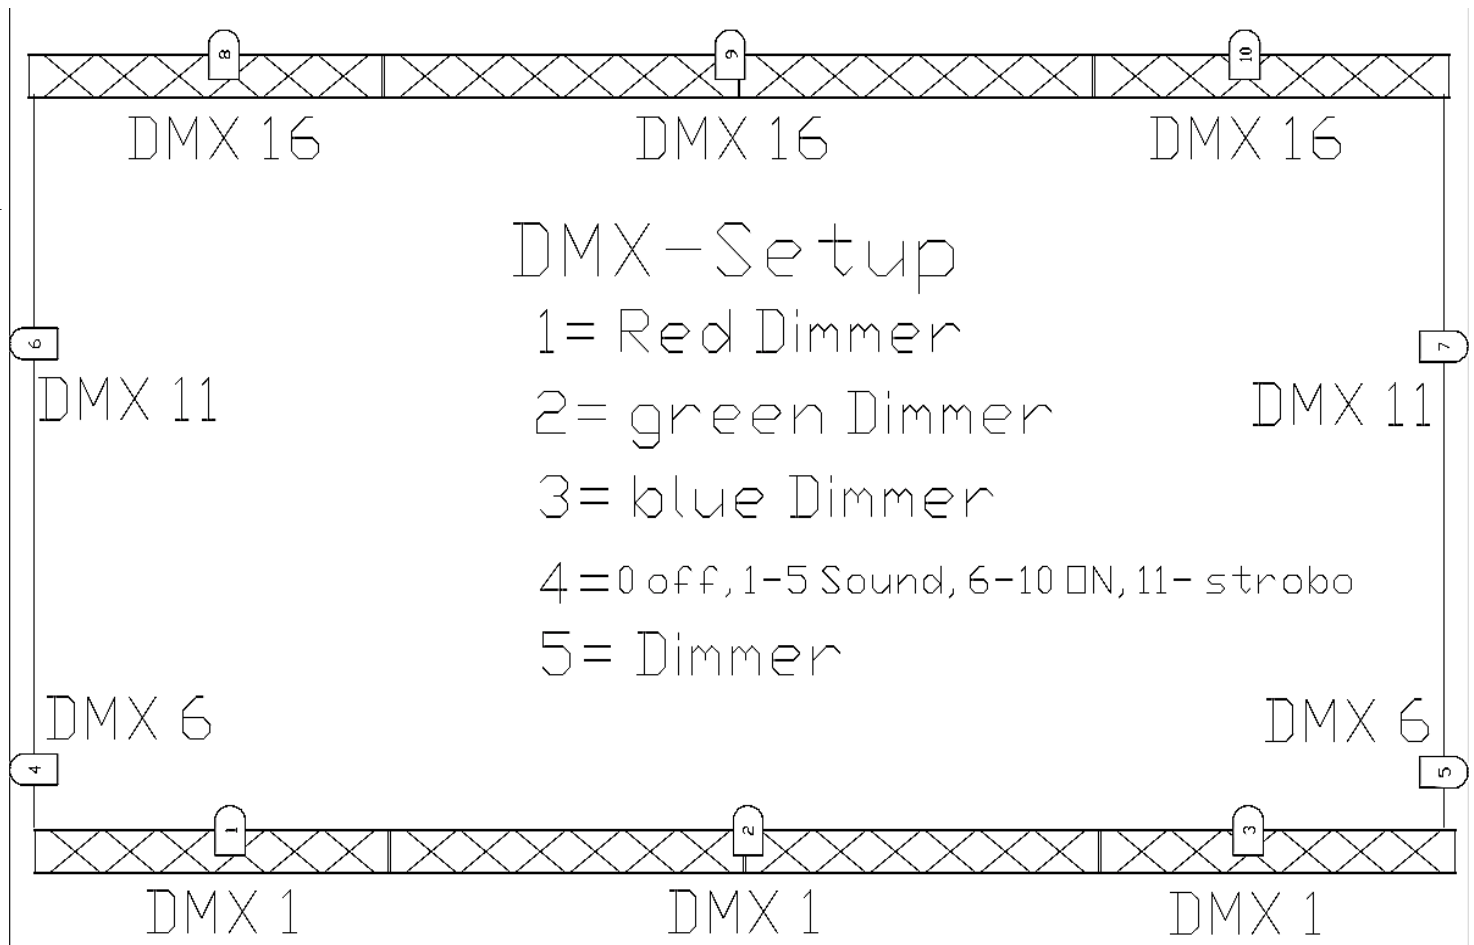 8 9 10
DMX 16 DMX 16 DMX 16
DMX-Setup
1= Red Dimmer
6 7
DMX 11 DMX 11
2= green Dimmer
3= blue Dimmer
4=0 off, 1-5 Sound, 6-10 ON, 11- strobo
5= Dimmer
DMX 6 DMX 6
4 5
1 2 3
DMX 1 DMX 1 DMX 1